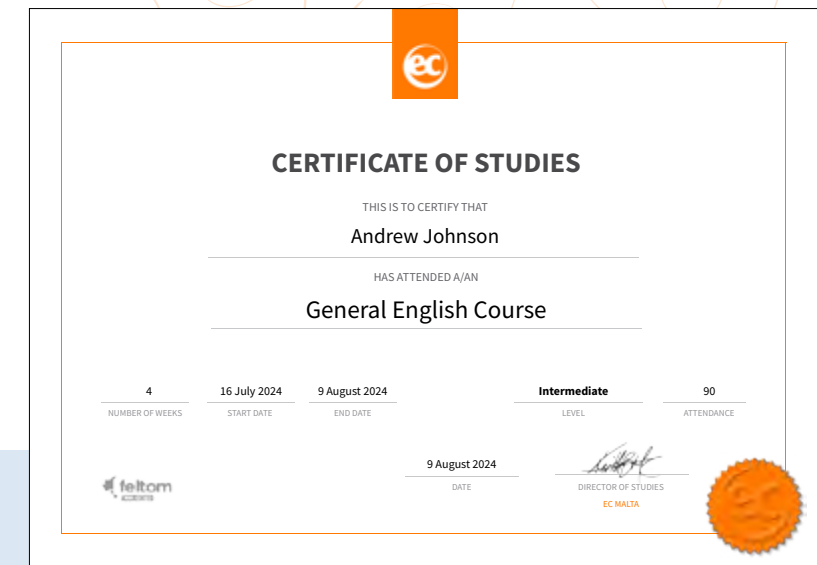 ec
CERTIFICATE OF STUDIES
THIS IS TO CERTIFY THAT
Andrew Johnson
HAS ATTENDED A/AN
General English Course
4 16 July 2024 9 August 2024 Intermediate 90
NUMBER OF WEEKS START DATE END DATE LEVEL ATTENDANCE
9 August 2024
DATE DIRECTOR OF STUDIES
EC MALTA
feltom
ec